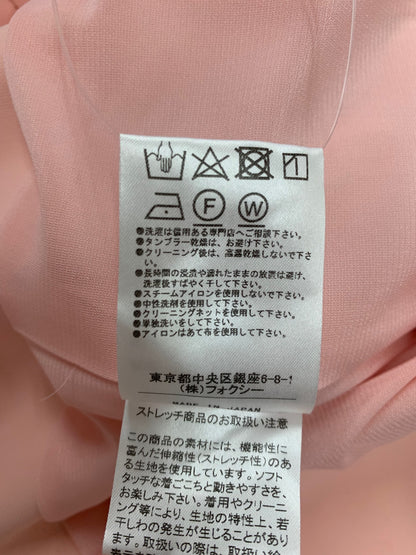 F
W
●洗濯は信用ある専門店へご相談下さい。
●タンブラー乾燥は、お避け下さい。
●クリーニング後は、高温乾燥しないで下さい。
●長時間の浸漬や濡れたままの放置は避け、
洗濯後すばやく干して下さい。
●スチームアイロンを使用しないで下さい。
●中性洗剤を使用して下さい。
●クリーニングネットを使用して下さい。
●単独洗いをして下さい。
●アイロンはあて布を使用して下さい。
東京都中央区銀座6-8-1
(株)フォクシー
MADE IN JAPAN
ストレッチ商品のお取扱い注意
この商品の素材には、機能性に
富んだ伸縮性(ストレッチ性)のあ
る生地を使用しています。ソフト
タッチな着ごこちと動きやすさを、
お楽しみ下さい。着用やクリーニ
ング等により、生地の特性上、若
干しわの発生が生じることがあり
ます。取扱いの際は、取扱い絵